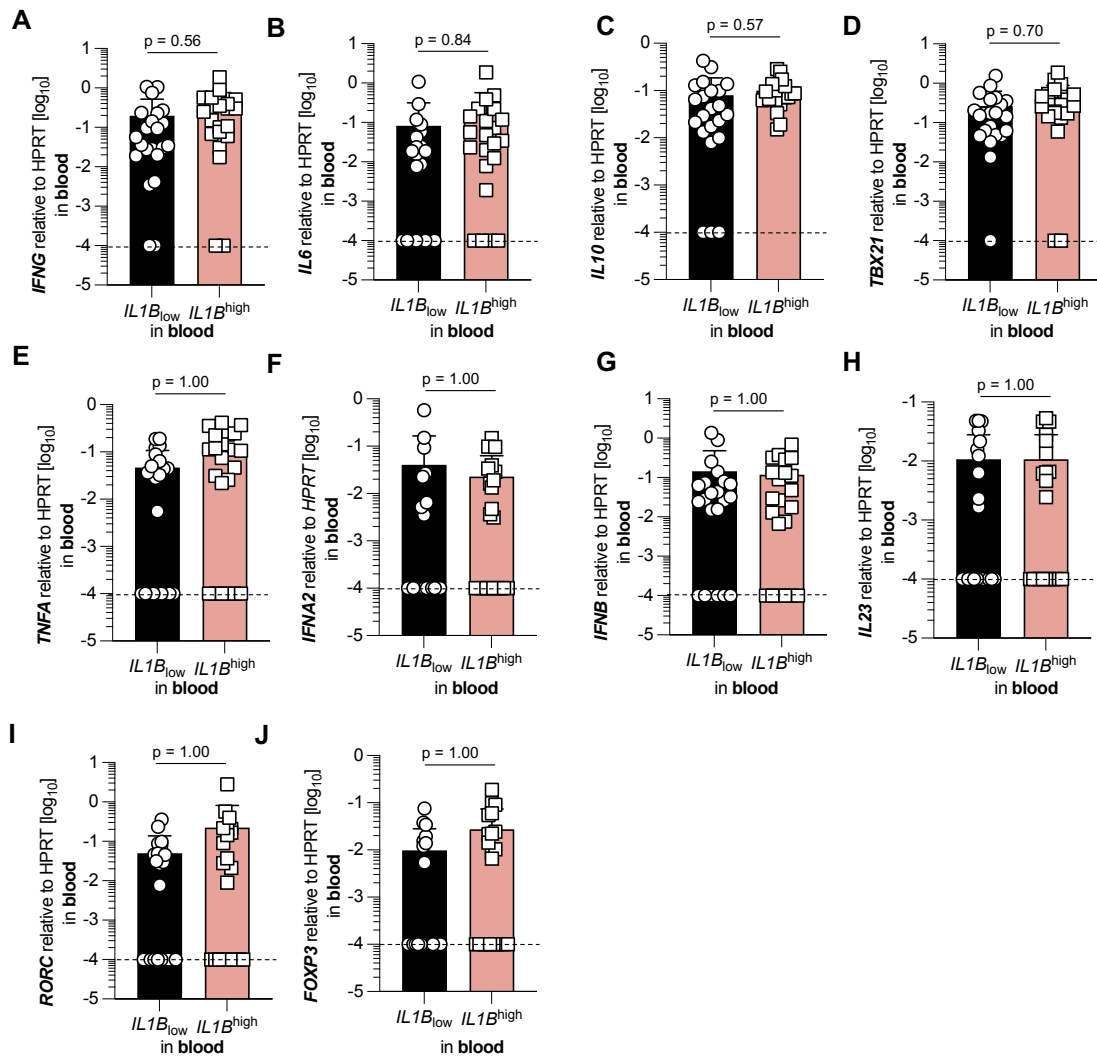 A
p = 0.56
IFNG relative to HPRT [log10]
in blood
1
0
-1
-2
-3
-4
-5
IL1Blow
IL1Bhigh
in blood
B
p = 0.84
IL6 relative to HPRT [log10]
in blood
1
0
-1
-2
-3
-4
-5
IL1Blow
IL1Bhigh
in blood
C
p = 0.57
IL10 relative to HPRT [log10]
in blood
0
-1
-2
-3
-4
-5
IL1Blow
IL1Bhigh
in blood
D
p = 0.70
TBX21 relative to HPRT [log10]
in blood
1
0
-1
-2
-3
-4
-5
IL1Blow
IL1Bhigh
in blood
E
p = 1.00
TNFA relative to HPRT [log10]
in blood
0
-1
-2
-3
-4
-5
IL1Blow
IL1Bhigh
in blood
F
p = 1.00
IFNA2 relative to HPRT [log10]
in blood
0
-1
-2
-3
-4
-5
IL1Blow
IL1Bhigh
in blood
G
p = 1.00
IFNB relative to HPRT [log10]
in blood
1
0
-1
-2
-3
-4
-5
IL1Blow
IL1Bhigh
in blood
H
p = 1.00
IL23 relative to HPRT [log10]
in blood
-1
-2
-3
-4
-5
IL1Blow
IL1Bhigh
in blood
I
p = 1.00
RORC relative to HPRT [log10]
in blood
1
0
-1
-2
-3
-4
-5
IL1Blow
IL1Bhigh
in blood
J
p = 1.00
FOXP3 relative to HPRT [log10]
in blood
0
-1
-2
-3
-4
-5
IL1Blow
IL1Bhigh
in blood